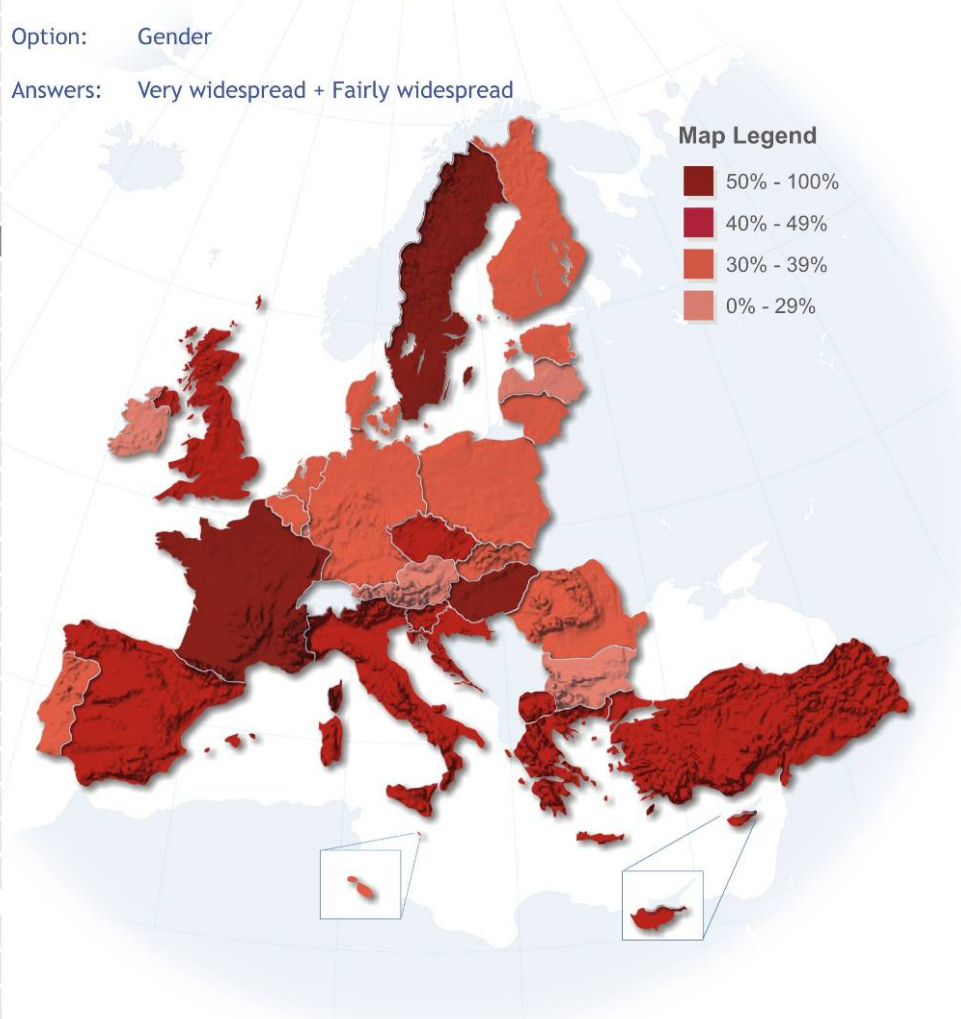 Option: Gender
Answers: Very widespread + Fairly widespread
Map Legend
50% - 100%
40% - 49%
30% - 39%
0% - 29%